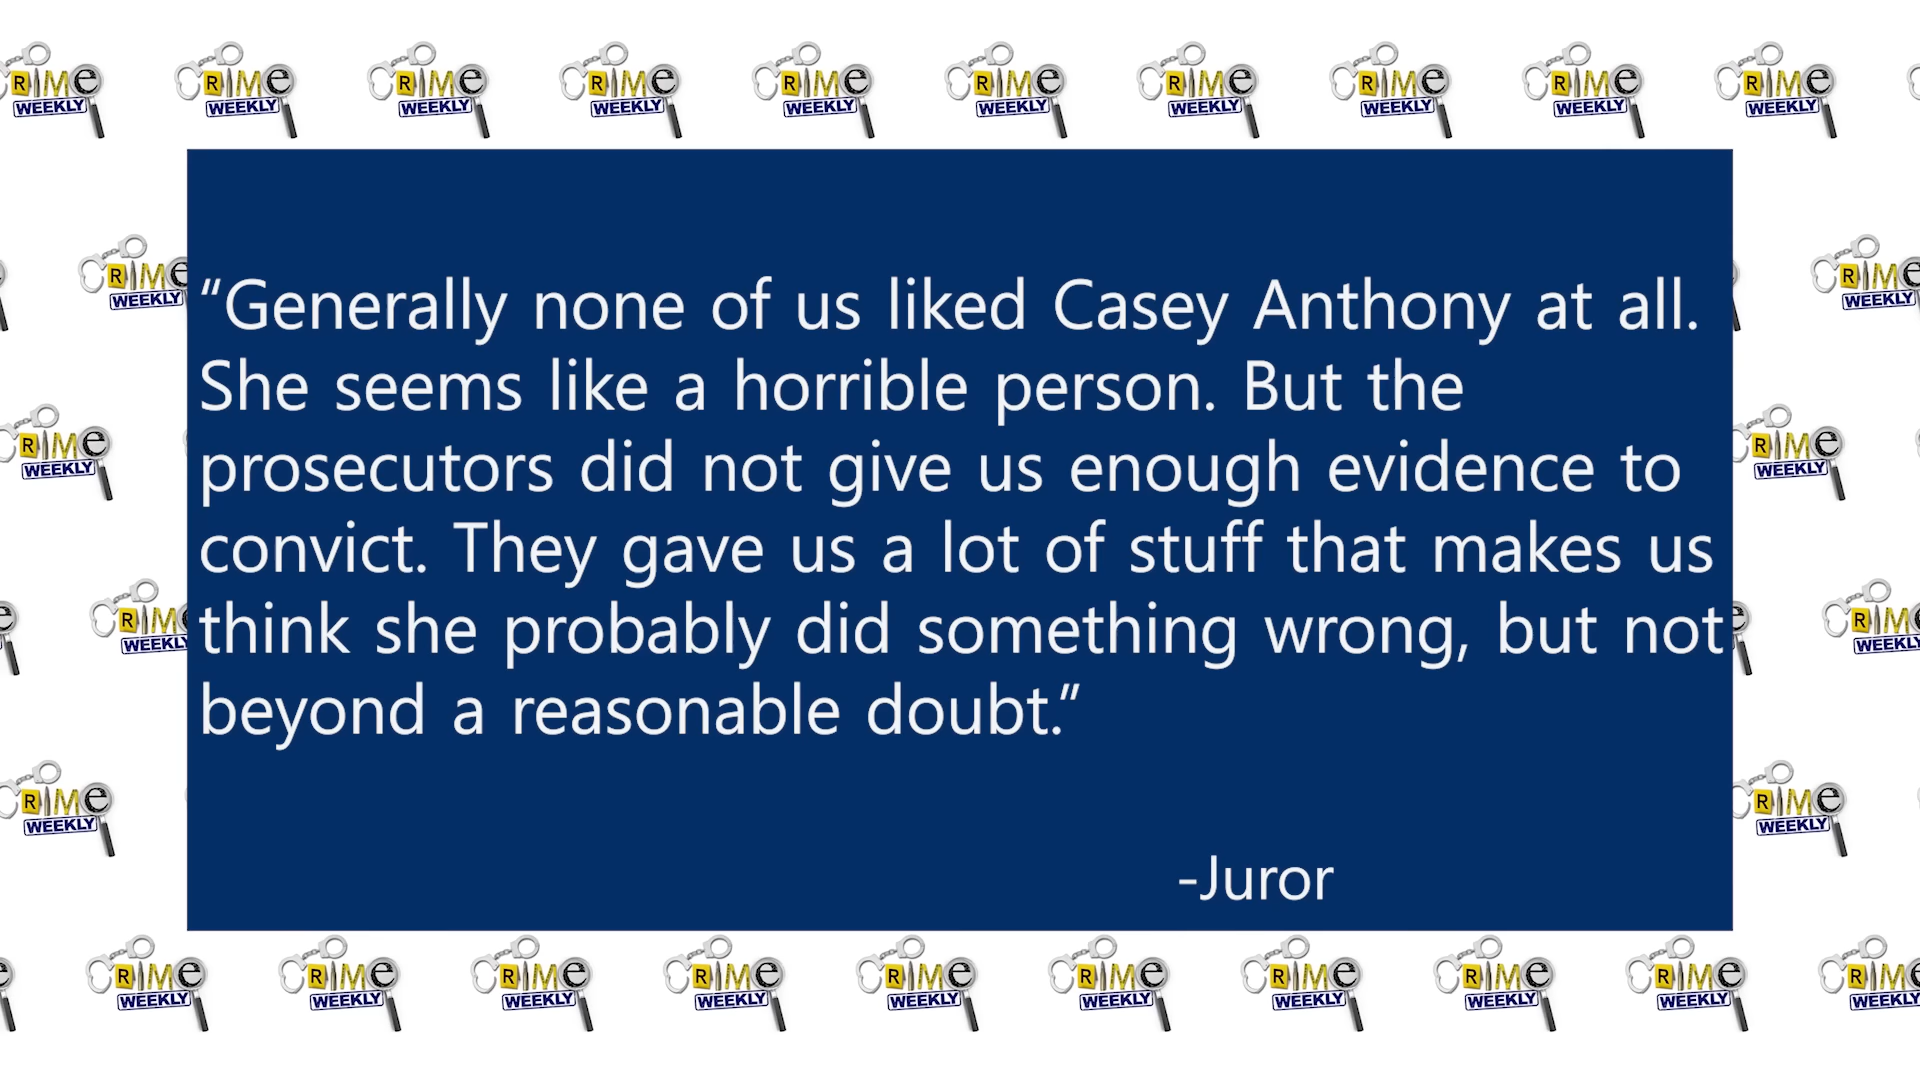 “Generally none of us liked Casey Anthony at all.
She seems like a horrible person. But the
prosecutors did not give us enough evidence to
convict. They gave us a lot of stuff that makes us
think she probably did something wrong, but not
beyond a reasonable doubt.”
-Juror
CRIME WEEKLY